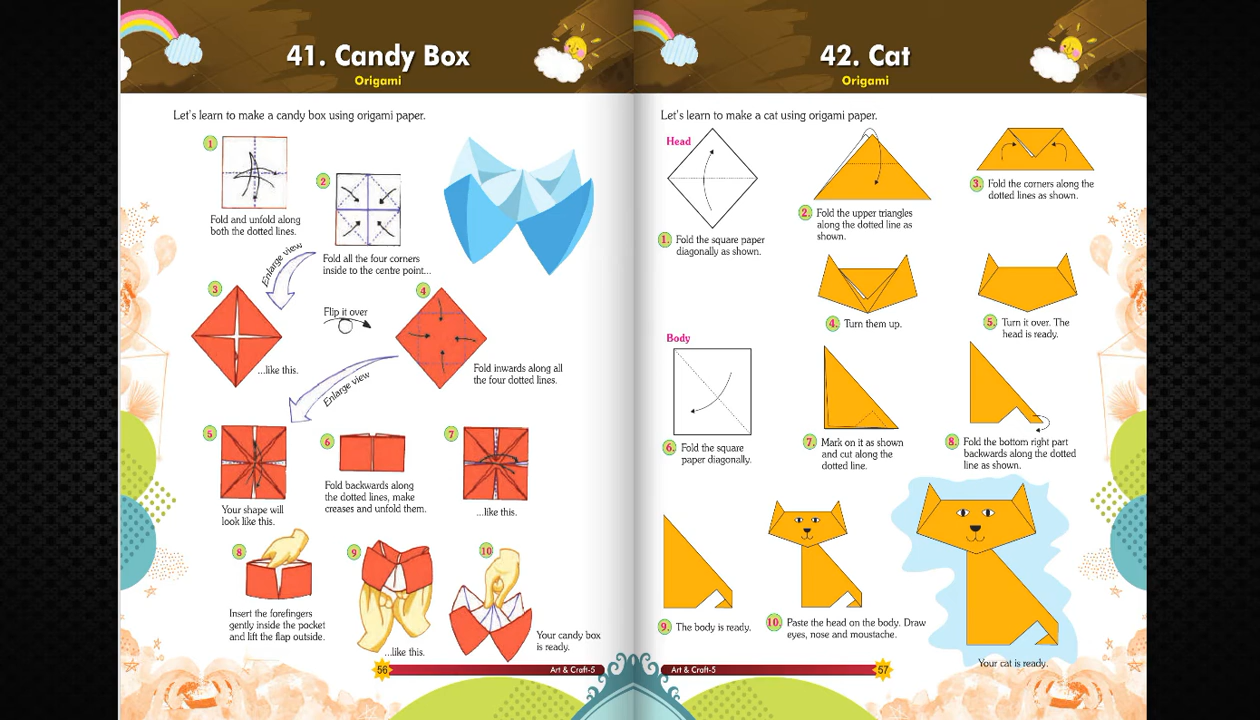 41. Candy Box
Origami
Let's learn to make a candy box using origami paper.
1
Fold and unfold along
both the dotted lines.
2
Fold all the four corners
inside to the centre point...
Enlarge view
3
...like this.
Flip it over
4
Fold inwards along all
the four dotted lines.
Enlarge view
5
Your shape will
look like this.
6
Fold backwards along
the dotted lines, make
creases and unfold them.
7
...like this.
8
Insert the forefingers
gently inside the pocket
and lift the flap outside.
9
...like this.
10
Your candy box
is ready.
56
Art & Craft-5
42. Cat
Origami
Let's learn to make a cat using origami paper.
Head
1. Fold the square paper
diagonally as shown.
2. Fold the upper triangles
along the dotted line as
shown.
3. Fold the corners along the
dotted lines as shown.
4. Turn them up.
5. Turn it over. The
head is ready.
Body
6. Fold the square
paper diagonally.
7. Mark on it as shown
and cut along the
dotted line.
8. Fold the bottom right part
backwards along the dotted
line as shown.
9. The body is ready.
10. Paste the head on the body. Draw
eyes, nose and moustache.
Your cat is ready.
Art & Craft-5
57